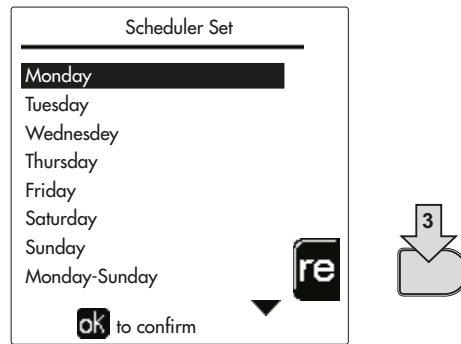 Scheduler Set
Monday
Tuesday
Wednesdey
Thursday
Friday
Saturday
Sunday
Monday-Sunday
re
ok to confirm
3